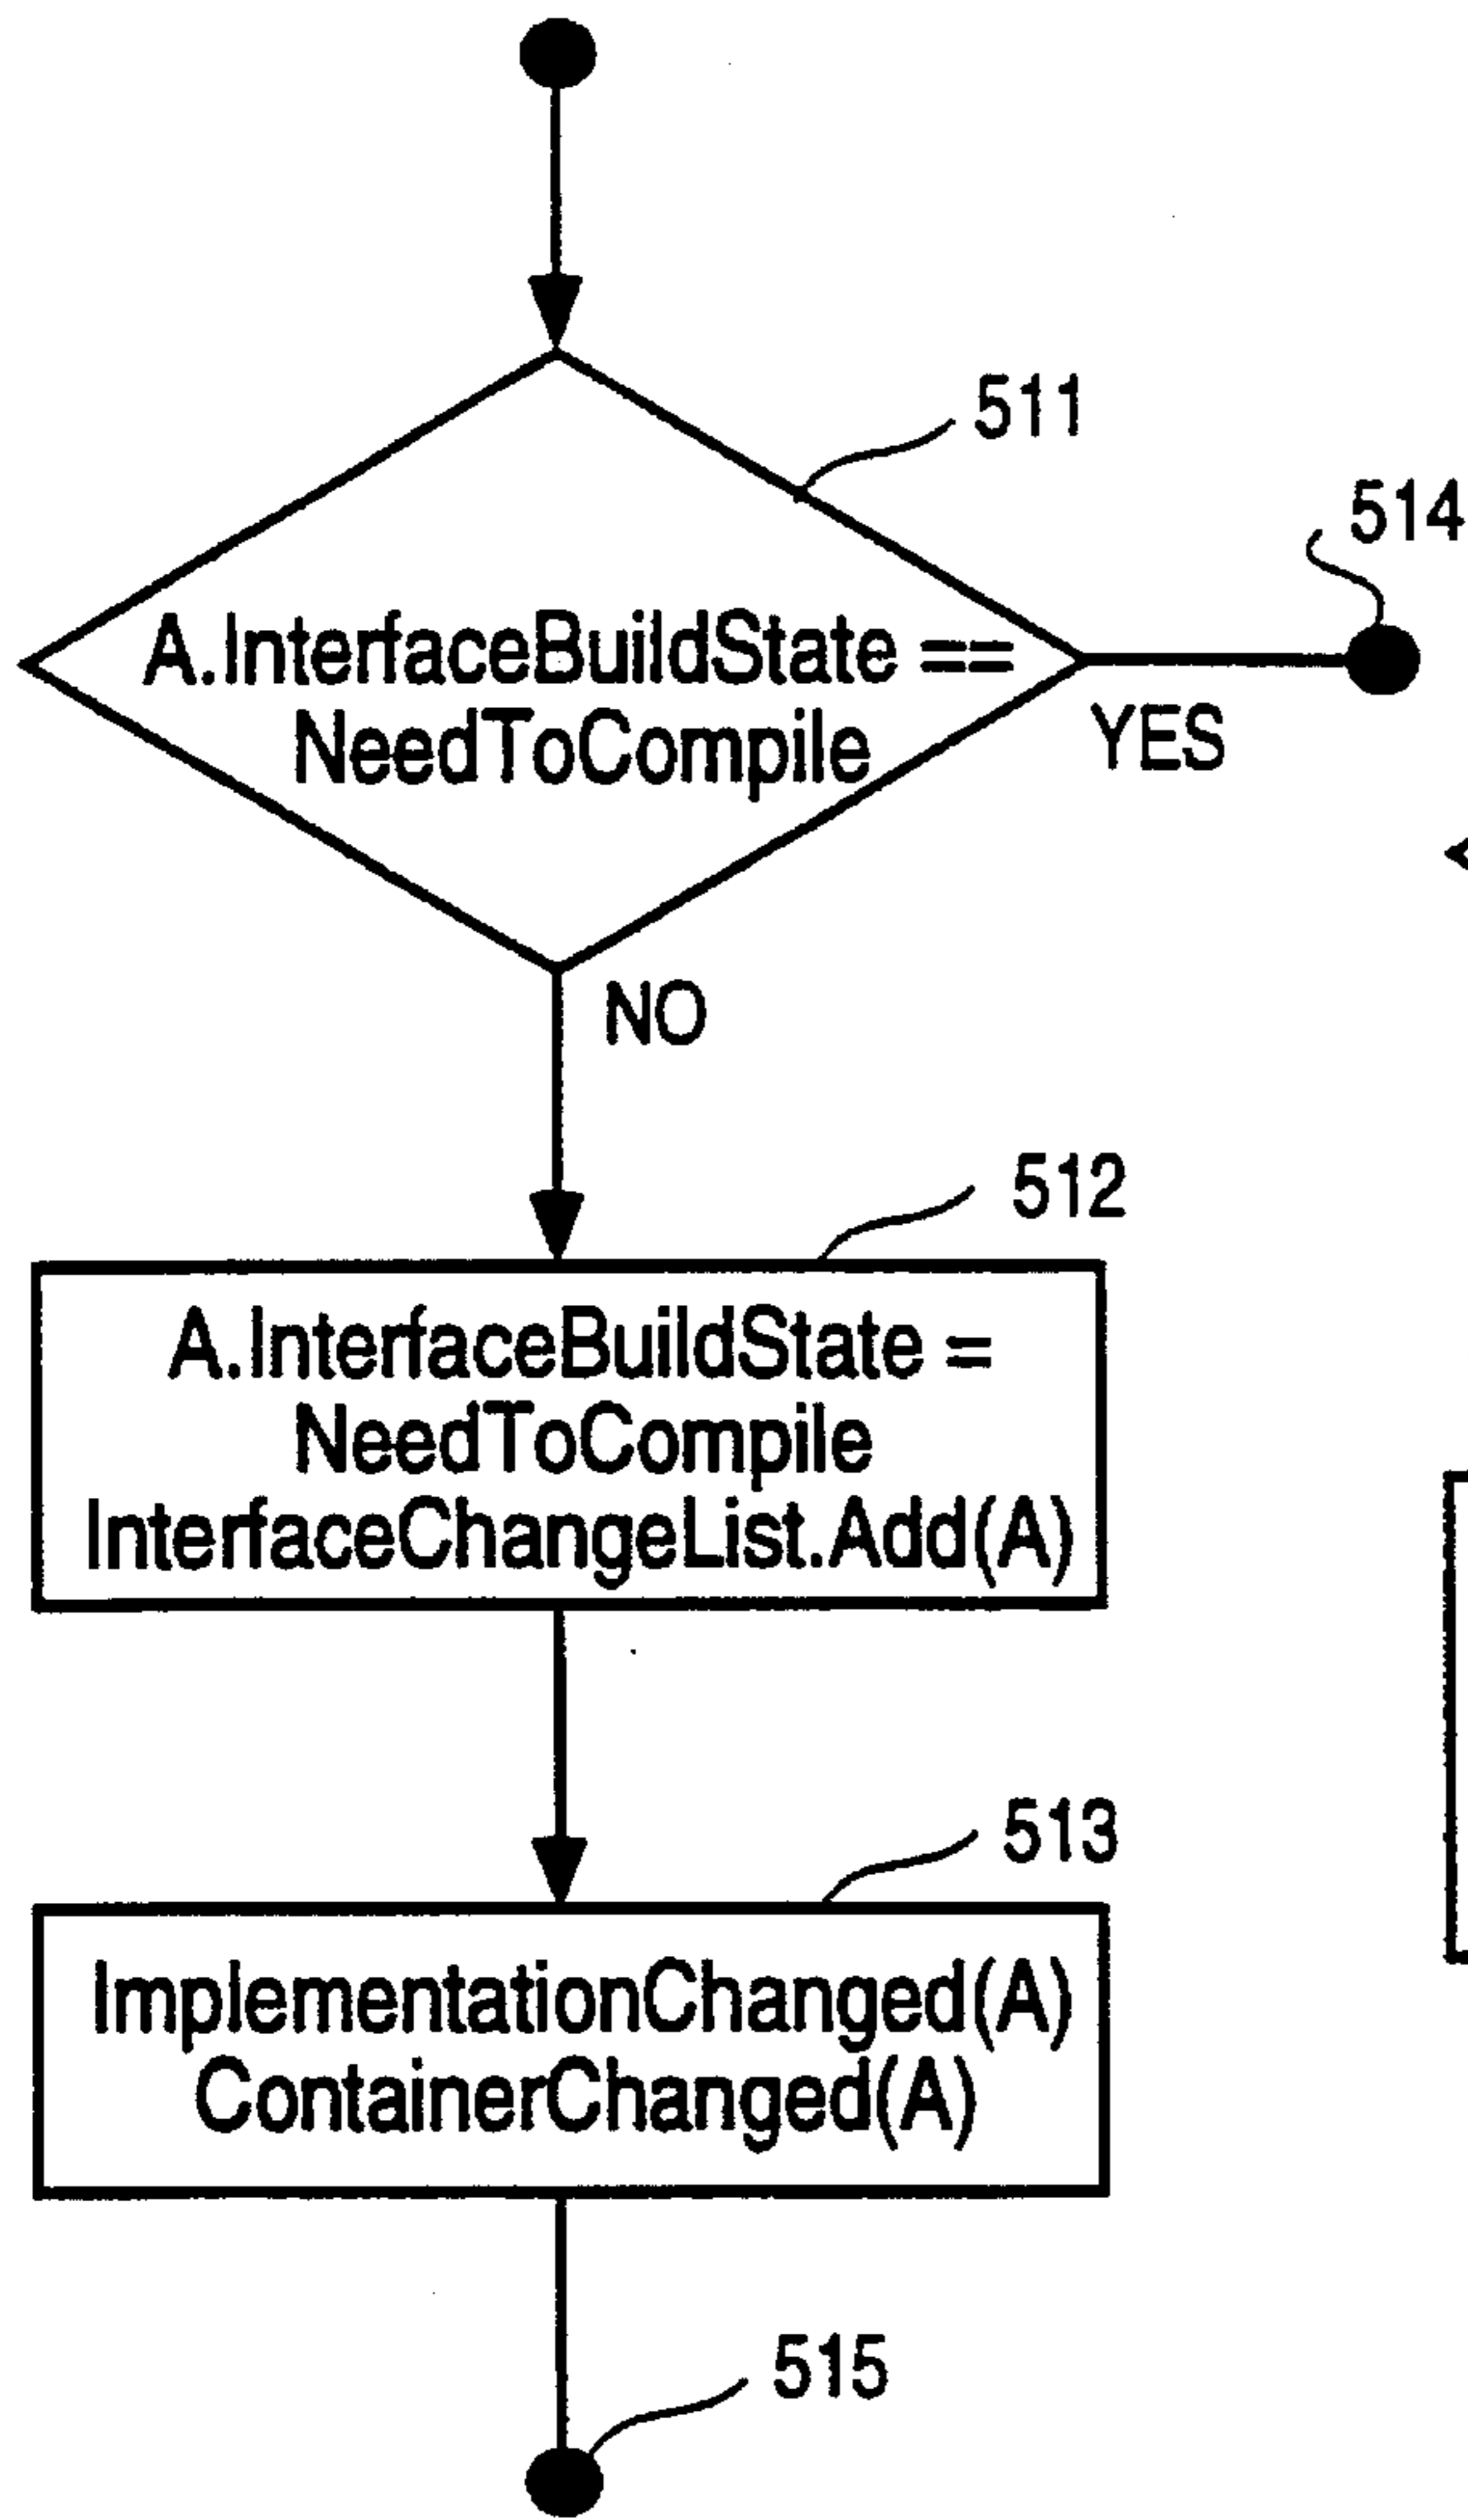 511
514
A.InterfaceBuildState ==
NeedToCompile
YES
NO
512
A.InterfaceBuildState =
NeedToCompile
InterfaceChangeList.Add(A)
513
ImplementationChanged(A)
ContainerChanged(A)
515